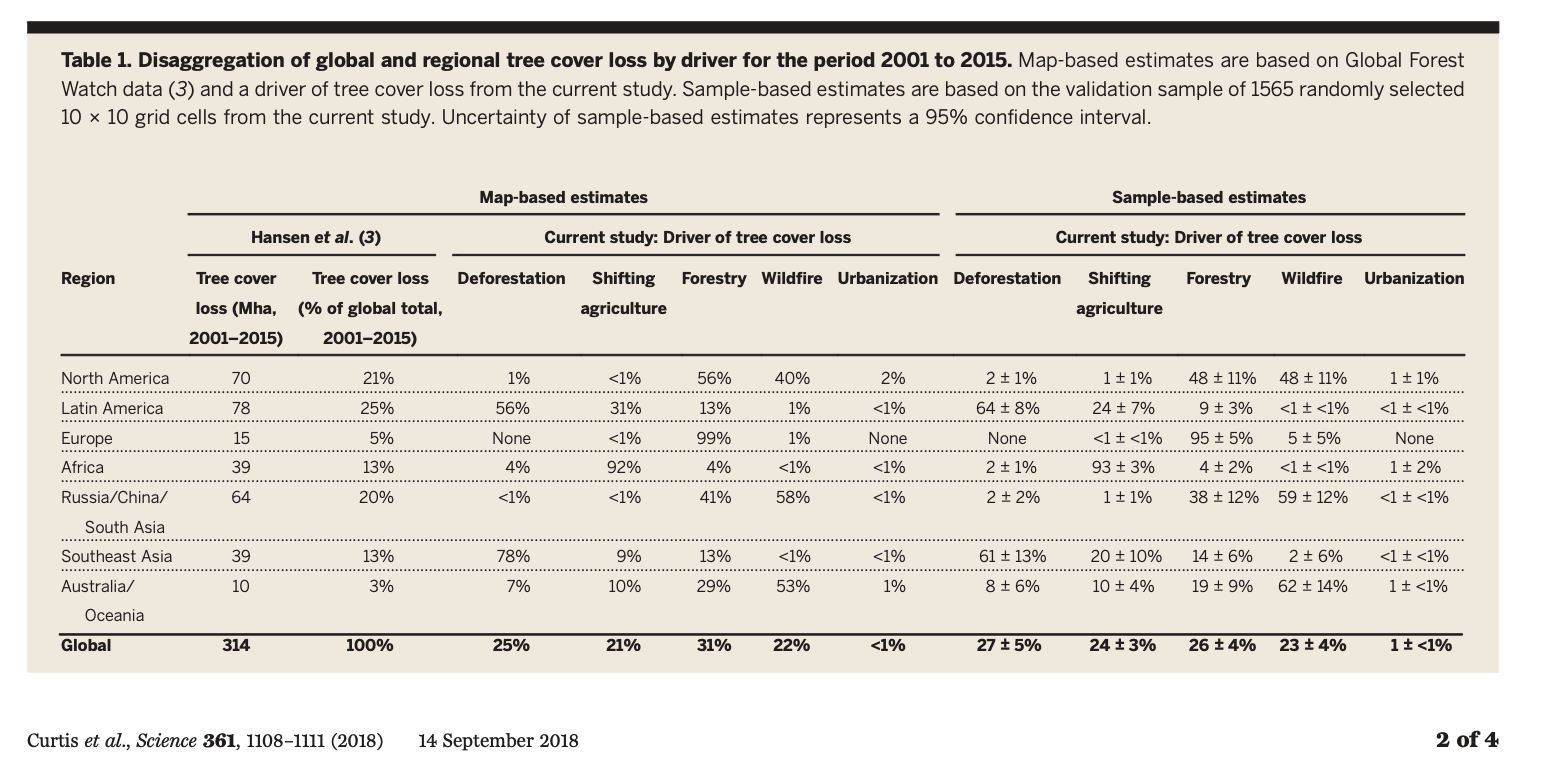 Table 1. Disaggregation of global and regional tree cover loss by driver for the period 2001 to 2015. Map-based estimates are based on Global Forest
Watch data (3) and a driver of tree cover loss from the current study. Sample-based estimates are based on the validation sample of 1565 randomly selected
10 × 10 grid cells from the current study. Uncertainty of sample-based estimates represents a 95% confidence interval.
Map-based estimates Sample-based estimates
Hansen et al. (3) Current study: Driver of tree cover loss Current study: Driver of tree cover loss
Region Tree cover Tree cover loss Deforestation Shifting Forestry Wildfire Urbanization Deforestation Shifting Forestry Wildfire Urbanization
loss (Mha, (% of global total, agriculture agriculture
2001–2015) 2001–2015)
North America 70 21% 1% <1% 56% 40% 2% 2 ± 1% 1 ± 1% 48 ± 11% 48 ± 11% 1 ± 1%
Latin America 78 25% 56% 31% 13% 1% <1% 64 ± 8% 24 ± 7% 9 ± 3% <1 ± <1% <1 ± <1%
Europe 15 5% None <1% 99% 1% None None <1 ± <1% 95 ± 5% 5 ± 5% None
Africa 39 13% 4% 92% 4% <1% <1% 2 ± 1% 93 ± 3% 4 ± 2% <1 ± <1% 1 ± 2%
Russia/China/ 64 20% <1% <1% 41% 58% <1% 2 ± 2% 1 ± 1% 38 ± 12% 59 ± 12% <1 ± <1%
South Asia
Southeast Asia 39 13% 78% 9% 13% <1% <1% 61 ± 13% 20 ± 10% 14 ± 6% 2 ± 6% <1 ± <1%
Australia/ 10 3% 7% 10% 29% 53% 1% 8 ± 6% 10 ± 4% 19 ± 9% 62 ± 14% 1 ± <1%
Oceania
Global 314 100% 25% 21% 31% 22% <1% 27 ± 5% 24 ± 3% 26 ± 4% 23 ± 4% 1 ± <1%
Curtis et al., Science 361, 1108–1111 (2018) 14 September 2018 2 of 4